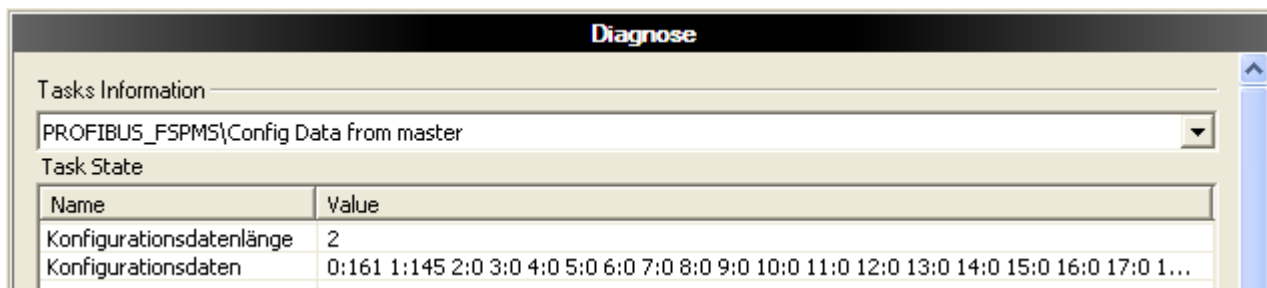 Diagnose
Tasks Information
PROFIBUS_FSPMS\Config Data from master
Task State
Name Value
Konfigurationsdatenlänge 2
Konfigurationsdaten 0:161 1:145 2:0 3:0 4:0 5:0 6:0 7:0 8:0 9:0 10:0 11:0 12:0 13:0 14:0 15:0 16:0 17:0 1...